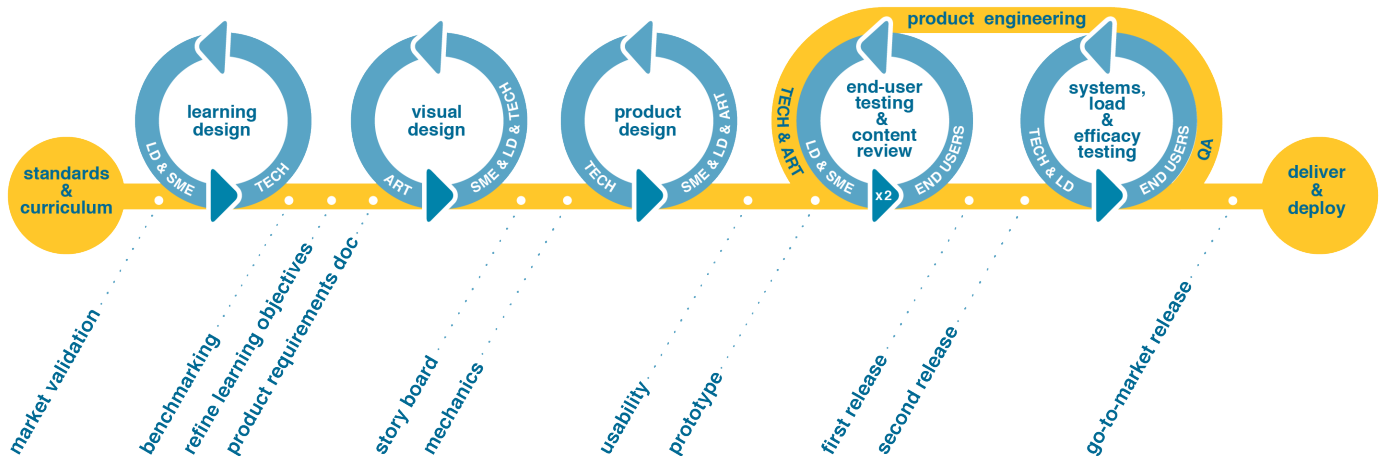 product engineering
standards
&
curriculum
learning
design
LD & SME
TECH
visual
design
ART
SME & LD & TECH
product
design
TECH
SME & LD & ART
TECH & ART
end-user
testing
&
content
review
LD & SME
x2
END USERS
systems,
load
&
efficacy
testing
TECH & LD
END USERS
QA
deliver
&
deploy
market validation
benchmarking
refine learning objectives
product requirements doc
story board
mechanics
usability
prototype
first release
second release
go-to-market release